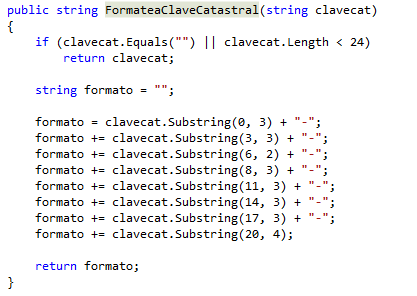 public string FormateaClaveCatastral(string clavecat)
{
    if (clavecat.Equals("") || clavecat.Length < 24)
        return clavecat;

    string formato = "";

    formato = clavecat.Substring(0, 3) + "-";
    formato += clavecat.Substring(3, 3) + "-";
    formato += clavecat.Substring(6, 2) + "-";
    formato += clavecat.Substring(8, 3) + "-";
    formato += clavecat.Substring(11, 3) + "-";
    formato += clavecat.Substring(14, 3) + "-";
    formato += clavecat.Substring(17, 3) + "-";
    formato += clavecat.Substring(20, 4);

    return formato;
}